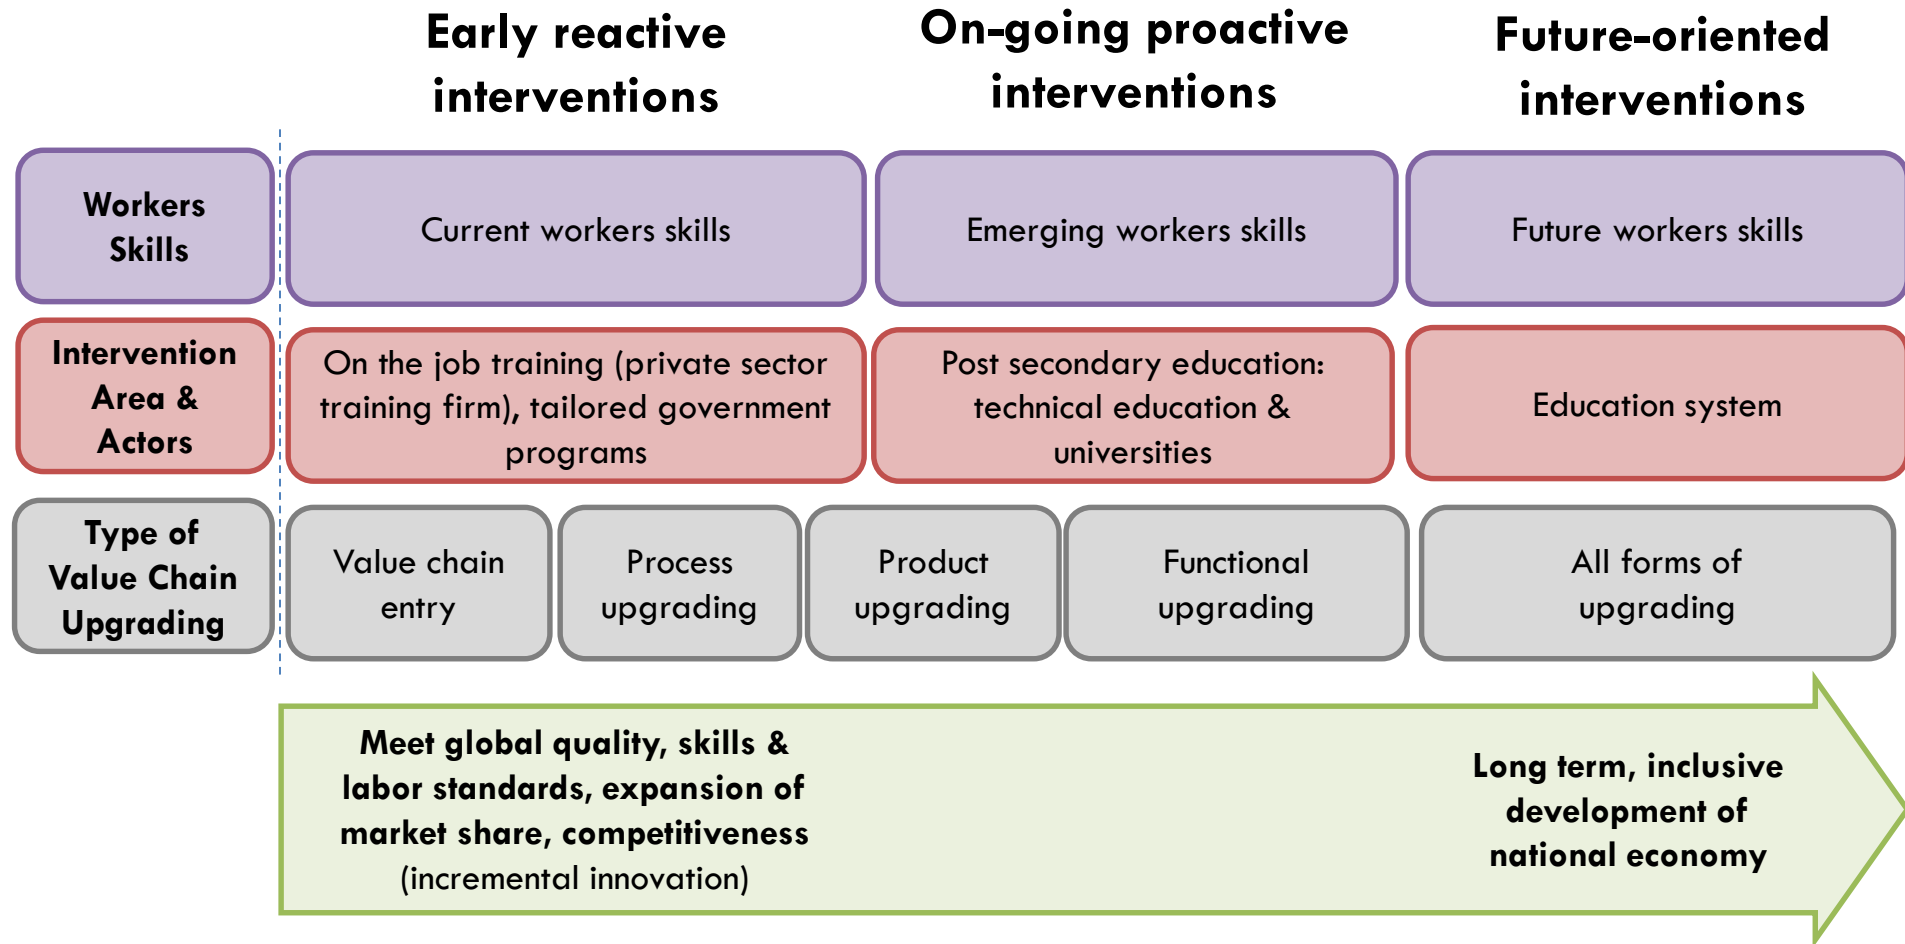 Early reactive
interventions
On-going proactive
interventions
Future-oriented
interventions
Workers
Skills
Current workers skills
Emerging workers skills
Future workers skills
Intervention
Area &
Actors
On the job training (private sector
training firm), tailored government
programs
Post secondary education:
technical education &
universities
Education system
Type of
Value Chain
Upgrading
Value chain
entry
Process
upgrading
Product
upgrading
Functional
upgrading
All forms of
upgrading
Meet global quality, skills &
labor standards, expansion of
market share, competitiveness
(incremental innovation)
Long term, inclusive
development of
national economy